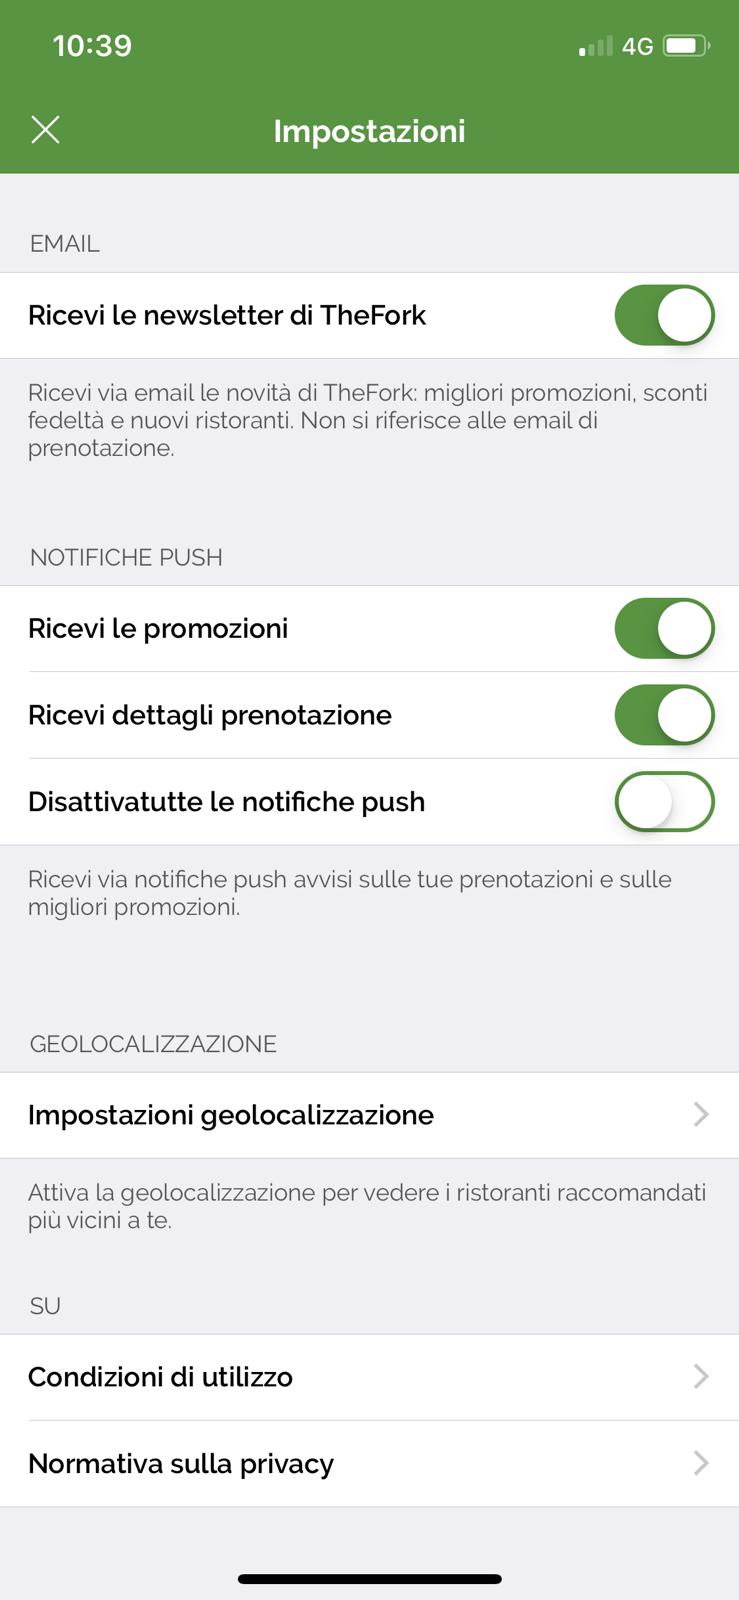 10:39
4G
Impostazioni
EMAIL
Ricevi le newsletter di TheFork
Ricevi via email le novità di TheFork: migliori promozioni, sconti
fedeltà e nuovi ristoranti. Non si riferisce alle email di
prenotazione.
NOTIFICHE PUSH
Ricevi le promozioni
Ricevi dettagli prenotazione
Disattivatutte le notifiche push
Ricevi via notifiche push avvisi sulle tue prenotazioni e sulle
migliori promozioni.
GEOLOCALIZZAZIONE
Impostazioni geolocalizzazione
Attiva la geolocalizzazione per vedere i ristoranti raccomandati
più vicini a te.
SU
Condizioni di utilizzo
Normativa sulla privacy